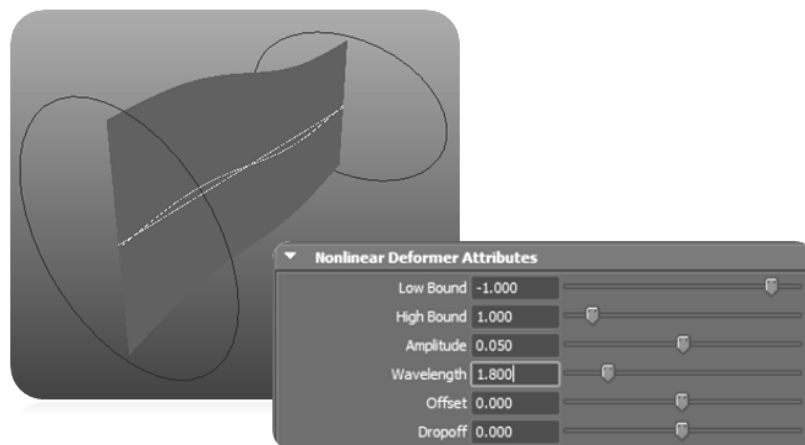 Nonlinear Deformer Attributes
Low Bound -1.000
High Bound 1.000
Amplitude 0.050
Wavelength 1.800
Offset 0.000
Dropoff 0.000